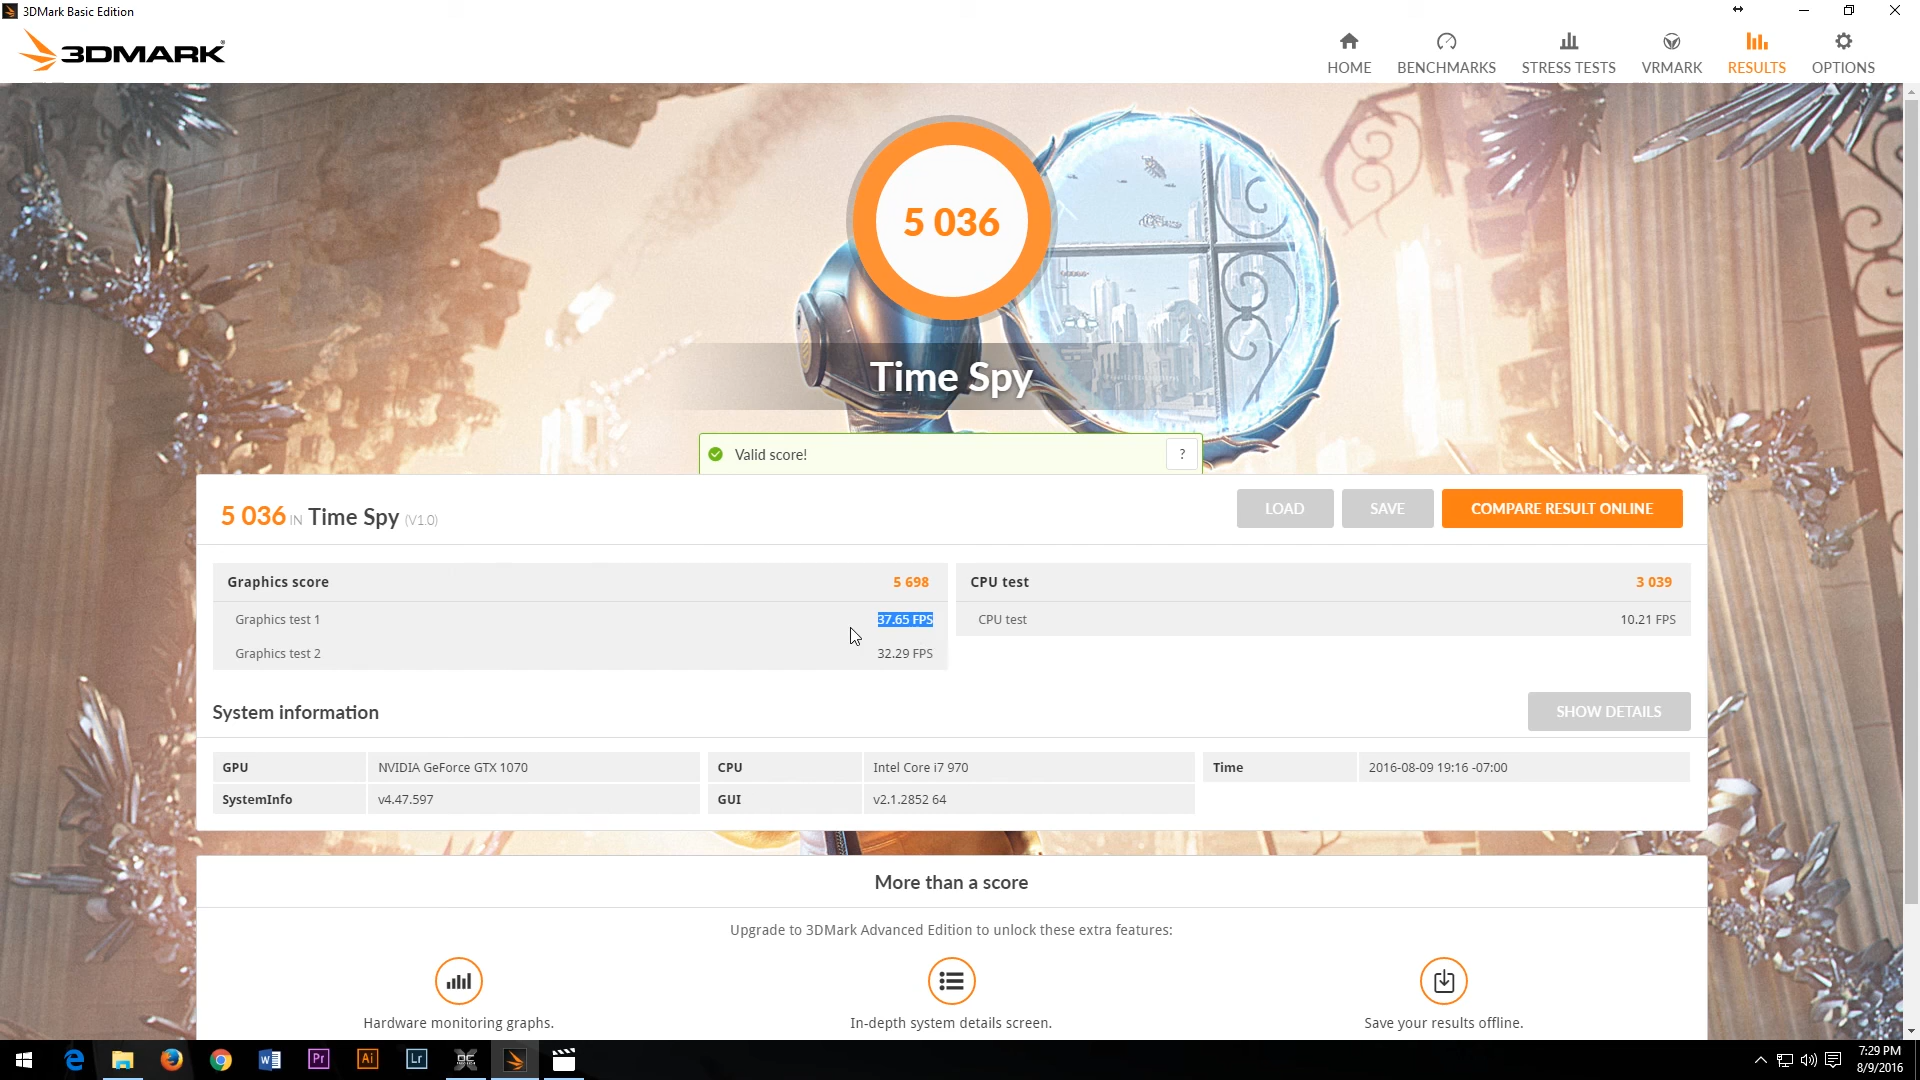 3DMark Basic Edition
3DMARK
HOME
BENCHMARKS
STRESS TESTS
VRMARK
RESULTS
OPTIONS
5 036
Time Spy
Valid score!
?
5 036 IN Time Spy (V1.0)
LOAD
SAVE
COMPARE RESULT ONLINE
Graphics score 5 698
Graphics test 1 37.65 FPS
Graphics test 2 32.29 FPS
CPU test 3 039
CPU test 10.21 FPS
System information
SHOW DETAILS
GPU NVIDIA GeForce GTX 1070
CPU Intel Core i7 970
Time 2016-08-09 19:16 -07:00
SystemInfo v4.47.597
GUI v2.1.2852 64
More than a score
Upgrade to 3DMark Advanced Edition to unlock these extra features:
Hardware monitoring graphs.
In-depth system details screen.
Save your results offline.
Pr
Ai
Lr
7:29 PM
8/9/2016